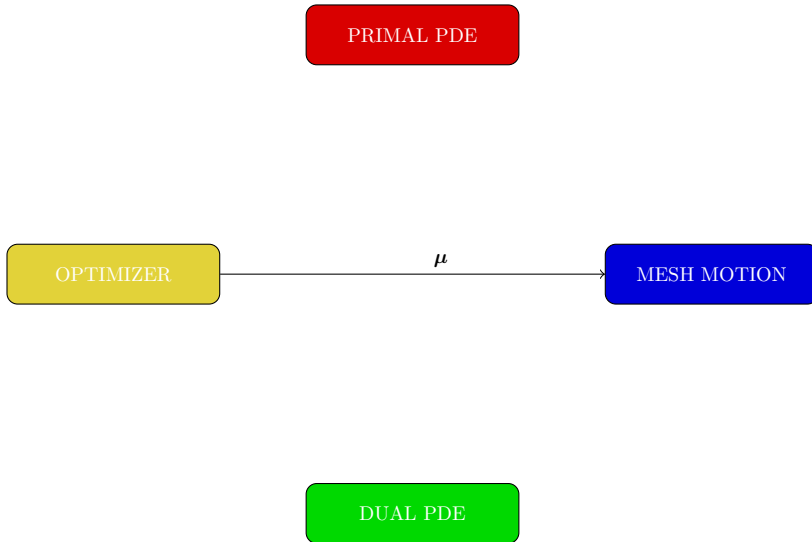 PRIMAL PDE
μ
OPTIMIZER
MESH MOTION
DUAL PDE